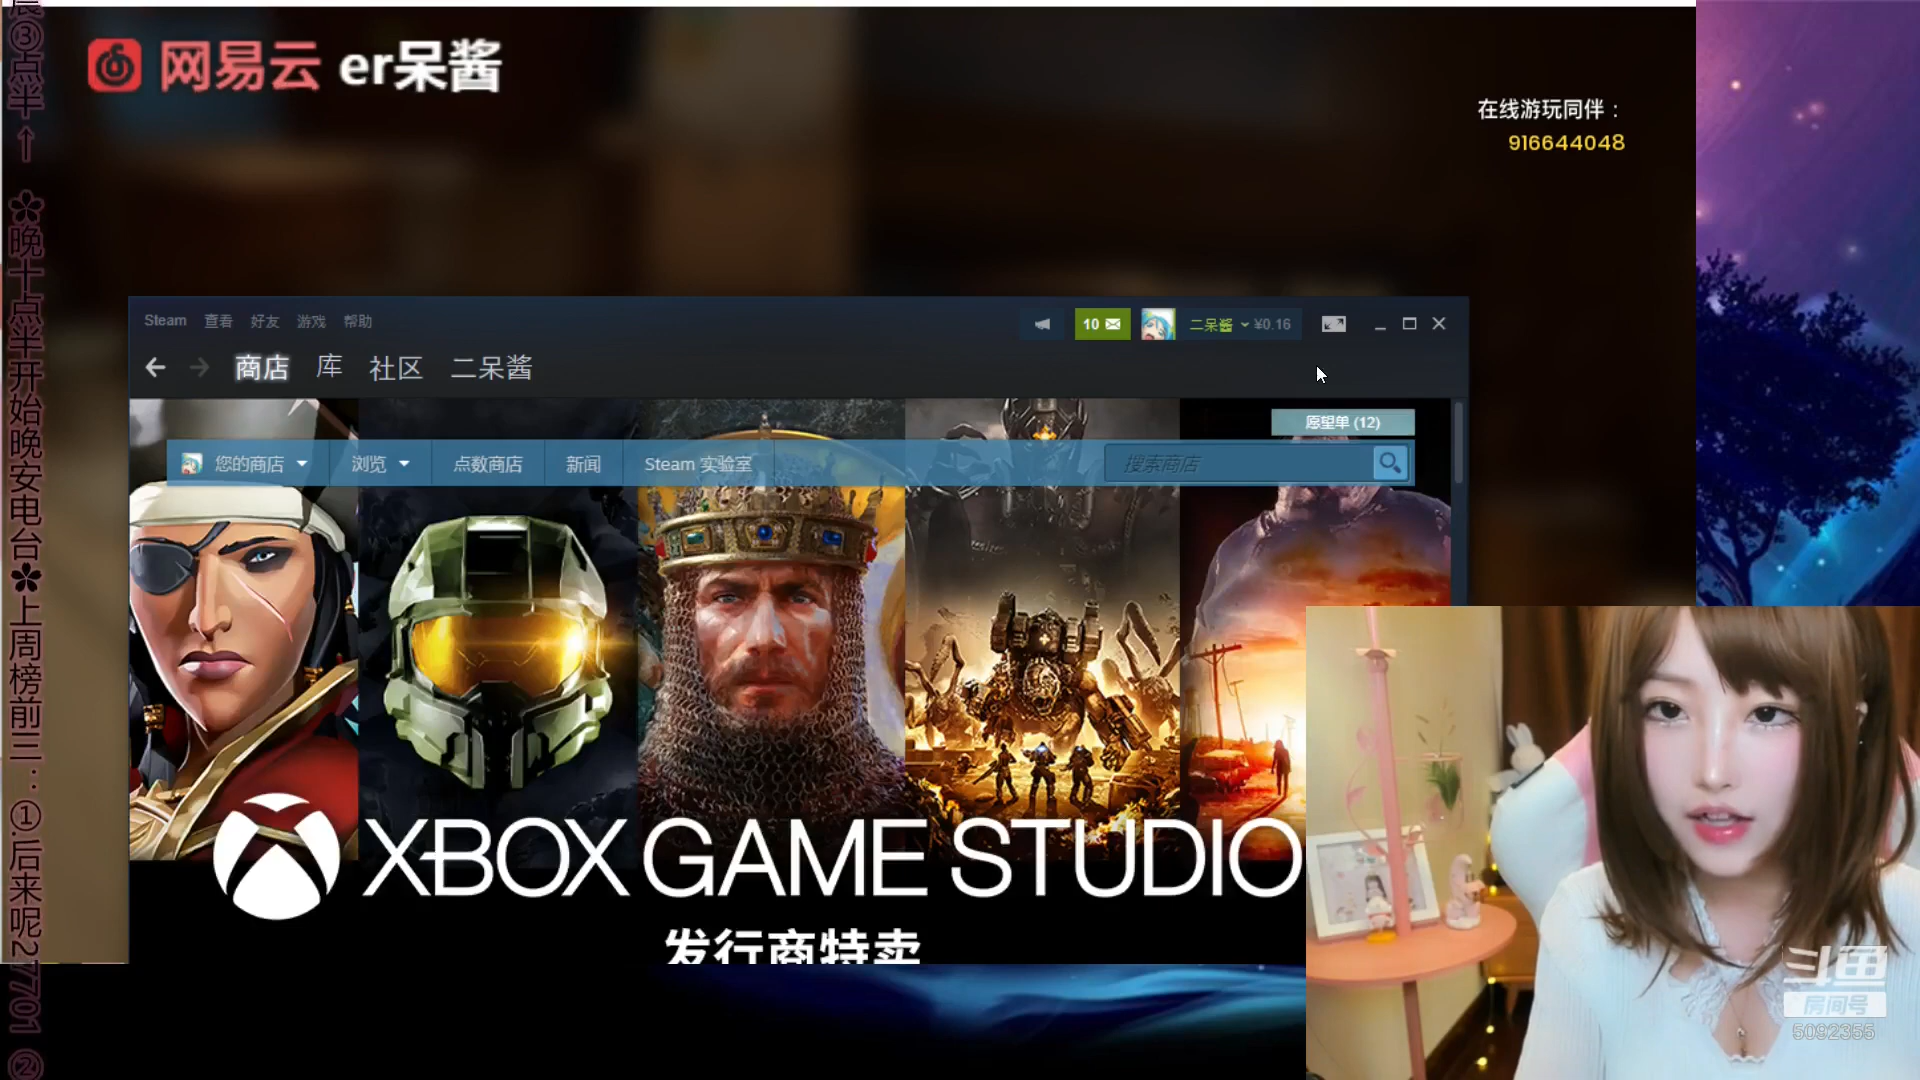 晨③点半↑ ✿晚十点半开始晚安电台✿上周榜前三：①.后来呢27701 ②
网易云 er呆酱
在线游玩同伴：
916644048
Steam 查看 好友 游戏 帮助
10 二呆酱 ¥0.16
商店 库 社区 二呆酱
愿望单 (12)
您的商店 浏览 点数商店 新闻 Steam 实验室 搜索商店
XBOX GAME STUDIO
发行商特卖
斗鱼
房间号
5092355